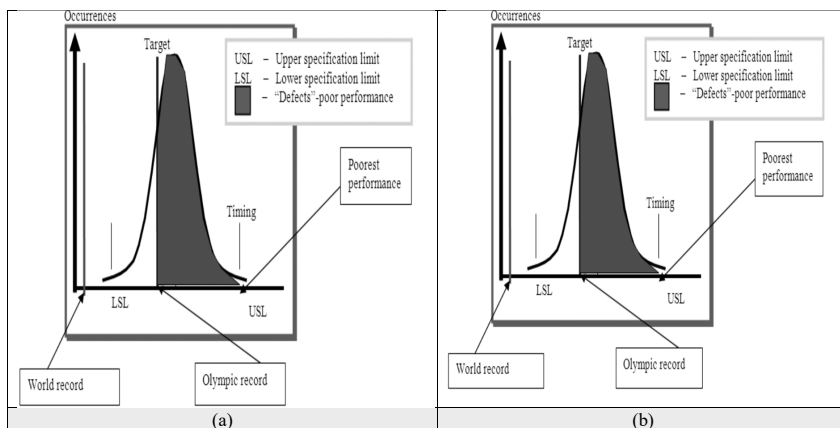 Occurrences
Target
USL – Upper specification limit
LSL – Lower specification limit
– “Defects”-poor performance
Poorest
performance
Timing
LSL
USL
World record
Olympic record
(a)
Occurrences
Target
USL – Upper specification limit
LSL – Lower specification limit
– “Defects”-poor performance
Poorest
performance
Timing
LSL
USL
World record
Olympic record
(b)